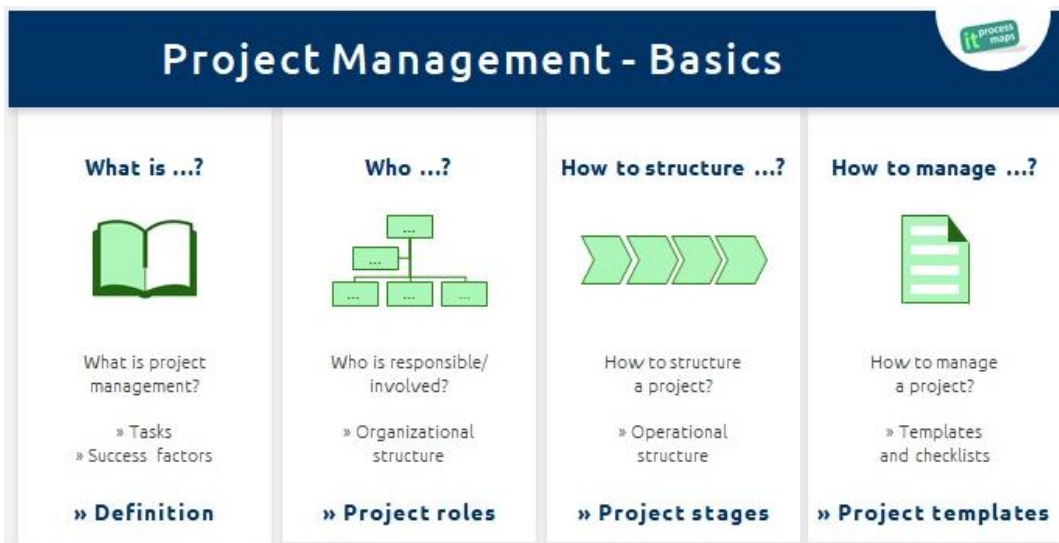 Project Management - Basics
it process
maps
What is ...?
Who ...?
How to structure ...?
How to manage ...?
...
...
...
...
...
What is project
management?
» Tasks
» Success factors
» Definition
Who is responsible/
involved?
» Organizational
structure
» Project roles
How to structure
a project?
» Operational
structure
» Project stages
How to manage
a project?
» Templates
and checklists
» Project templates